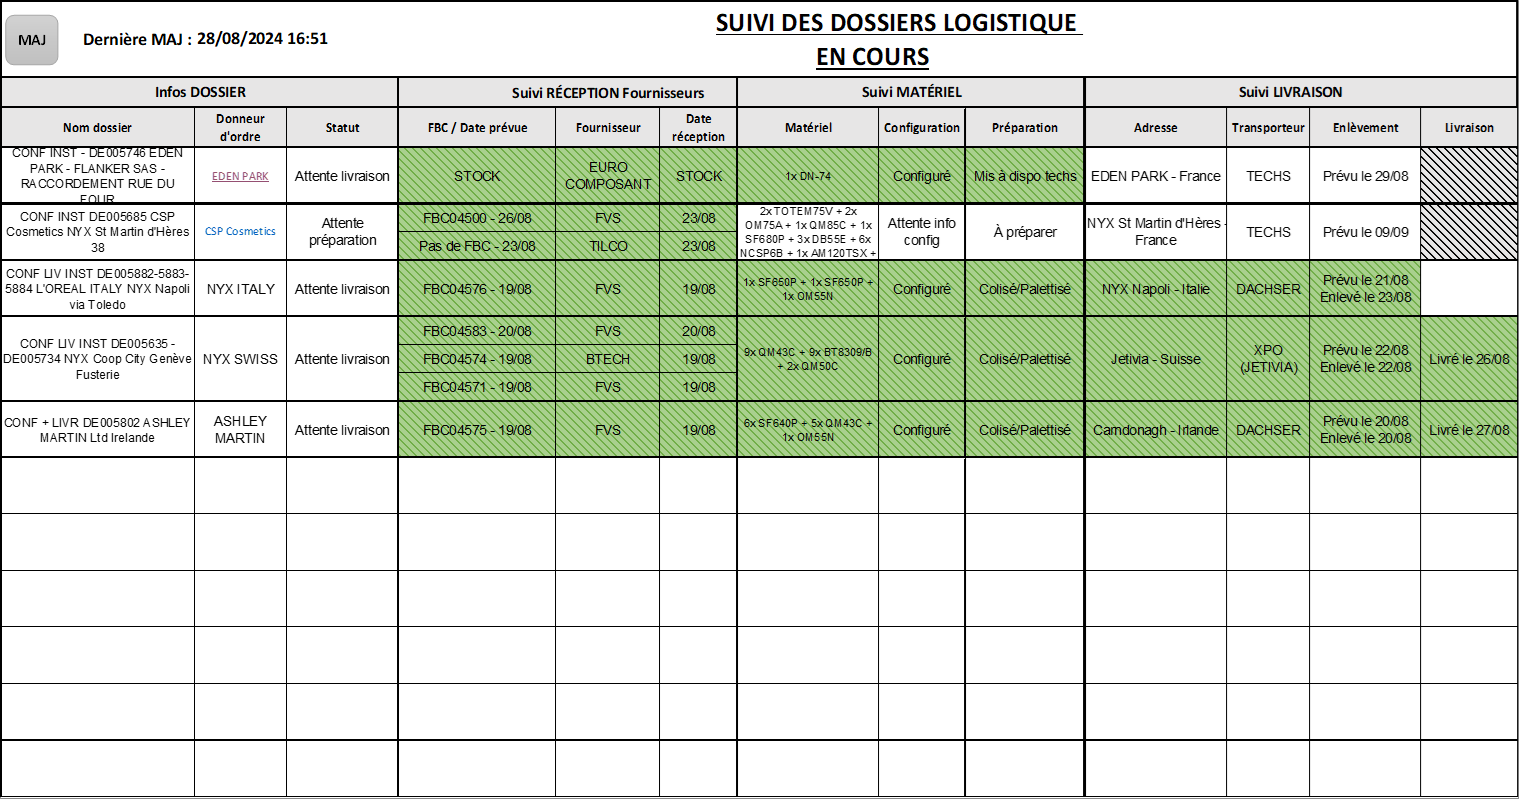 MAJ
Dernière MAJ : 28/08/2024 16:51
SUIVI DES DOSSIERS LOGISTIQUE
EN COURS
Infos DOSSIER
Suivi RÉCEPTION Fournisseurs
Suivi MATÉRIEL
Suivi LIVRAISON
Nom dossier
Donneur
d'ordre
Statut
FBC / Date prévue
Fournisseur
Date
réception
Matériel
Configuration
Préparation
Adresse
Transporteur
Enlèvement
Livraison
CONF INST - DE005746 EDEN
PARK - FLANKER SAS -
RACCORDEMENT RUE DU
FOUR
EDEN PARK
Attente livraison
STOCK
EURO
COMPOSANT
STOCK
1x DN-74
Configuré
Mis à dispo techs
EDEN PARK - France
TECHS
Prévu le 29/08
CONF INST DE005685 CSP
Cosmetics NYX St Martin d'Hères
38
CSP Cosmetics
Attente
préparation
FBC04500 - 26/08
FVS
23/08
Pas de FBC - 23/08
TILCO
23/08
2x TOTEM75V + 2x
OM75A + 1x QM85C + 1x
SF680P + 3x DB55E + 6x
NCSP6B + 1x AM120TSX +
Attente info
config
À préparer
NYX St Martin d'Hères -
France
TECHS
Prévu le 09/09
CONF LIV INST DE005882-5883-
5884 L'OREAL ITALY NYX Napoli
via Toledo
NYX ITALY
Attente livraison
FBC04576 - 19/08
FVS
19/08
1x SF650P + 1x SF650P +
1x OM55N
Configuré
Colisé/Palettisé
NYX Napoli - Italie
DACHSER
Prévu le 21/08
Enlevé le 23/08
CONF LIV INST DE005635 -
DE005734 NYX Coop City Genève
Fusterie
NYX SWISS
Attente livraison
FBC04583 - 20/08
FVS
20/08
FBC04574 - 19/08
BTECH
19/08
FBC04571 - 19/08
FVS
19/08
9x QM43C + 9x BT8309/B
+ 2x QM50C
Configuré
Colisé/Palettisé
Jetivia - Suisse
XPO
(JETIVIA)
Prévu le 22/08
Enlevé le 22/08
Livré le 26/08
CONF + LIVR DE005802 ASHLEY
MARTIN Ltd Irelande
ASHLEY
MARTIN
Attente livraison
FBC04575 - 19/08
FVS
19/08
6x SF640P + 5x QM43C +
1x OM55N
Configuré
Colisé/Palettisé
Carndonagh - Irlande
DACHSER
Prévu le 20/08
Enlevé le 20/08
Livré le 27/08